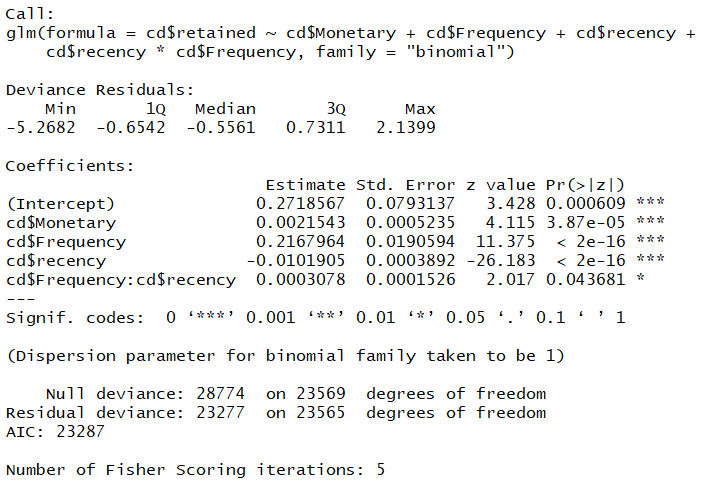 Call:
glm(formula = cd$retained ~ cd$Monetary + cd$Frequency + cd$recency +
    cd$recency * cd$Frequency, family = "binomial")

Deviance Residuals:
    Min       1Q   Median       3Q      Max
-5.2682  -0.6542  -0.5561   0.7311   2.1399

Coefficients:
                          Estimate Std. Error z value Pr(>|z|)
(Intercept)              0.2718567  0.0793137   3.428 0.000609 ***
cd$Monetary              0.0021543  0.0005235   4.115 3.87e-05 ***
cd$Frequency             0.2167964  0.0190594  11.375  < 2e-16 ***
cd$recency              -0.0101905  0.0003892 -26.183  < 2e-16 ***
cd$Frequency:cd$recency  0.0003078  0.0001526   2.017 0.043681 *
---
Signif. codes:  0 ‘***’ 0.001 ‘**’ 0.01 ‘*’ 0.05 ‘.’ 0.1 ‘ ’ 1

(Dispersion parameter for binomial family taken to be 1)

    Null deviance: 28774  on 23569  degrees of freedom
Residual deviance: 23277  on 23565  degrees of freedom
AIC: 23287

Number of Fisher Scoring iterations: 5